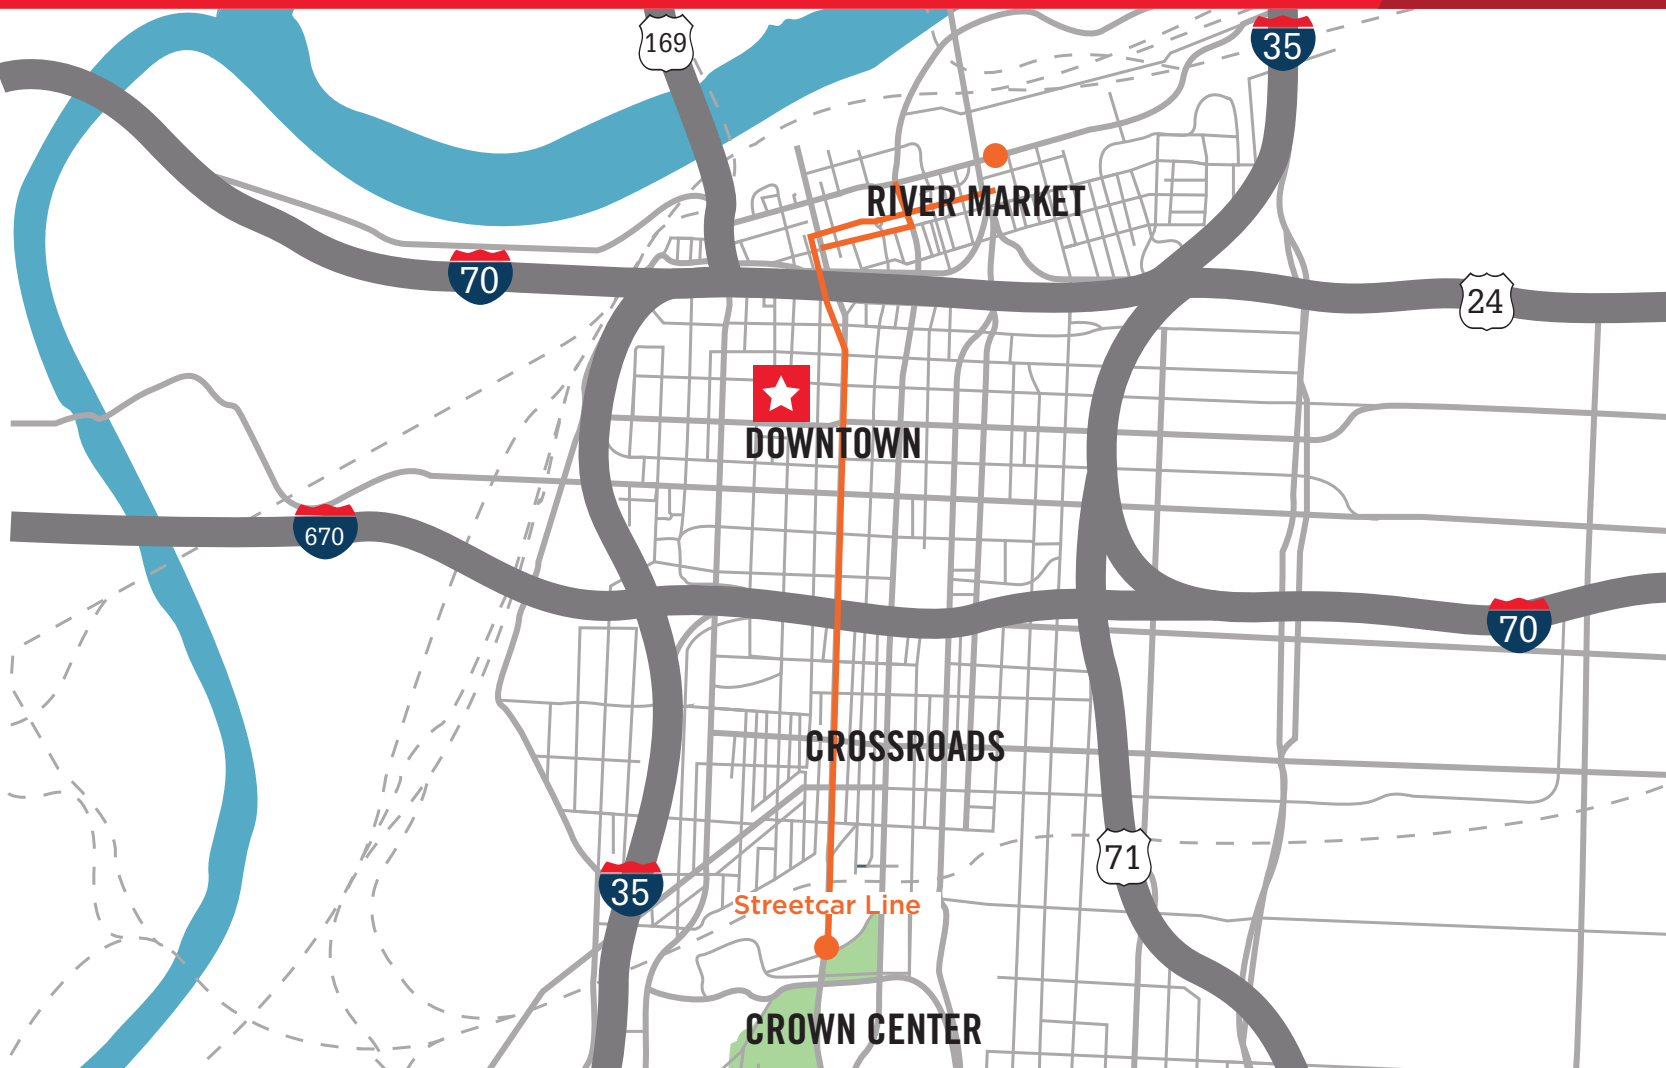 169
35
RIVER MARKET
70
24
DOWNTOWN
670
70
CROSSROADS
71
35
Streetcar Line
CROWN CENTER